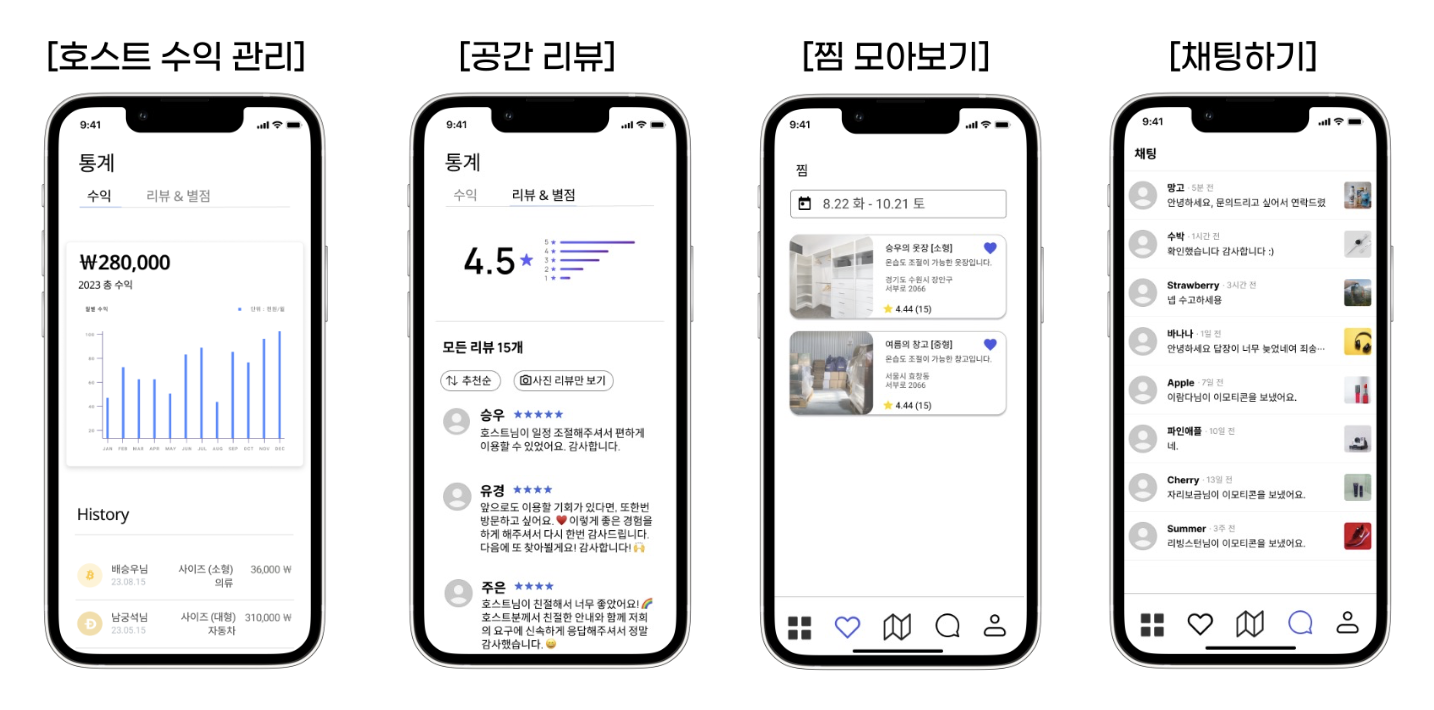 [호스트 수익 관리]
9:41
통계
수익 리뷰 & 별점
₩280,000
2023 총 수익
월별 수익
단위 : 천원/월
100
80
60
40
20
JAN FEB MAR APR MAY JUN JUL AUG SEP OCT NOV DEZ
History
배승우님 사이즈 (소형) 36,000 ₩
23.08.15 의류
남궁석님 사이즈 (대형) 310,000 ₩
23.05.15 자동차
[공간 리뷰]
9:41
통계
수익 리뷰 & 별점
4.5★
5★
4★
3★
2★
1★
모든 리뷰 15개
추천순 사진 리뷰만 보기
승우 ★★★★★
호스트님이 일정 조절해주셔서 편하게
이용할 수 있었어요. 감사합니다.
유경 ★★★★
앞으로도 이용할 기회가 있다면, 또한번
방문하고 싶어요. ❤️ 이렇게 좋은 경험을
하게 해주셔서 다시 한번 감사드립니다.
다음에 또 찾아뵐게요! 감사합니다! 🙌
주은 ★★★★
호스트님이 친절해서 너무 좋았어요! 🌈
호스트분께서 친절한 안내와 함께 저희
의 요구에 신속하게 응답해주셔서 정말
감사했습니다. 😄
[찜 모아보기]
9:41
찜
8.22 화 - 10.21 토
승우의 옷장 [소형]
온습도 조절이 가능한 옷장입니다.
경기도 수원시 장안구
서부로 2066
⭐ 4.44 (15)
여름의 창고 [중형]
온습도 조절이 가능한 창고입니다.
서울시 효창동
서부로 2066
⭐ 4.44 (15)
[채팅하기]
9:41
채팅
망고 · 5분 전
안녕하세요, 문의드리고 싶어서 연락드렸
수박 · 1시간 전
확인했습니다 감사합니다 :)
Strawberry · 3시간 전
넵 수고하세용
바나나 · 1일 전
안녕하세요 답장이 너무 늦었네여 죄송…
Apple · 7일 전
이람다님이 이모티콘을 보냈어요.
파인애플 · 10일 전
네.
Cherry · 13일 전
자리보금님이 이모티콘을 보냈어요.
Summer · 3주 전
리빙스턴님이 이모티콘을 보냈어요.